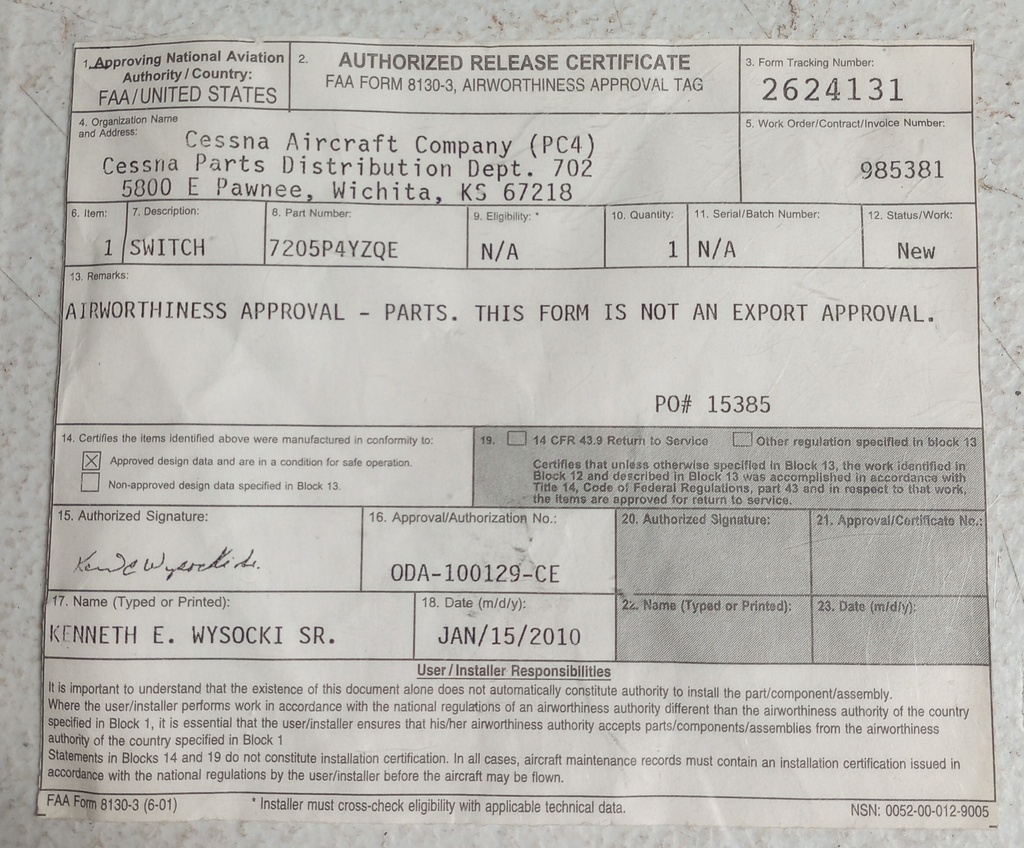 1. Approving National Aviation
Authority / Country:
FAA/UNITED STATES
2. AUTHORIZED RELEASE CERTIFICATE
FAA FORM 8130-3, AIRWORTHINESS APPROVAL TAG
3. Form Tracking Number:
2624131
4. Organization Name
and Address:
Cessna Aircraft Company (PC4)
Cessna Parts Distribution Dept. 702
5800 E Pawnee, Wichita, KS 67218
5. Work Order/Contract/Invoice Number:
985381
6. Item: 7. Description: 8. Part Number: 9. Eligibility: * 10. Quantity: 11. Serial/Batch Number: 12. Status/Work:
1 SWITCH 7205P4YZQE N/A 1 N/A New
13. Remarks:
AIRWORTHINESS APPROVAL - PARTS. THIS FORM IS NOT AN EXPORT APPROVAL.
PO# 15385
14. Certifies the items identified above were manufactured in conformity to:
Approved design data and are in a condition for safe operation.
Non-approved design data specified in Block 13.
19. 14 CFR 43.9 Return to Service Other regulation specified in block 13
Certifies that unless otherwise specified in Block 13, the work identified in
Block 12 and described in Block 13 was accomplished in accordance with
Title 14, Code of Federal Regulations, part 43 and in respect to that work,
the items are approved for return to service.
15. Authorized Signature:
Ken E Wysocki Sr.
16. Approval/Authorization No.:
ODA-100129-CE
20. Authorized Signature: 21. Approval/Certificate No.:
17. Name (Typed or Printed):
KENNETH E. WYSOCKI SR.
18. Date (m/d/y):
JAN/15/2010
22. Name (Typed or Printed): 23. Date (m/d/y):
User / Installer Responsibilities
It is important to understand that the existence of this document alone does not automatically constitute authority to install the part/component/assembly.
Where the user/installer performs work in accordance with the national regulations of an airworthiness authority different than the airworthiness authority of the country
specified in Block 1, it is essential that the user/installer ensures that his/her airworthiness authority accepts parts/components/assemblies from the airworthiness
authority of the country specified in Block 1
Statements in Blocks 14 and 19 do not constitute installation certification. In all cases, aircraft maintenance records must contain an installation certification issued in
accordance with the national regulations by the user/installer before the aircraft may be flown.
FAA Form 8130-3 (6-01) * Installer must cross-check eligibility with applicable technical data. NSN: 0052-00-012-9005